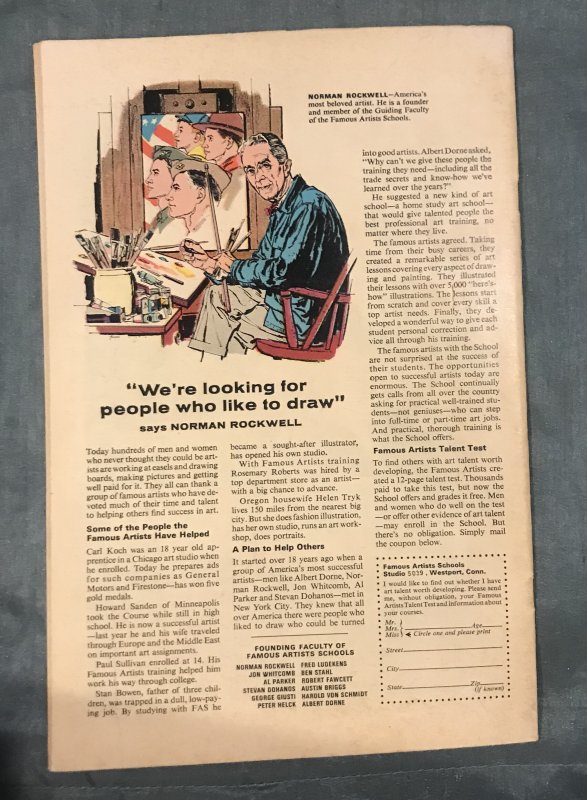 NORMAN ROCKWELL—America's
most beloved artist. He is a founder
and member of the Guiding Faculty
of the Famous Artists Schools.
"We're looking for
people who like to draw"
says NORMAN ROCKWELL
Today hundreds of men and women
who never thought they could be art-
ists are working at easels and drawing
boards, making pictures and getting
well paid for it. They all can thank a
group of famous artists who have de-
voted much of their time and talent
to helping others find success in art.
Some of the People the
Famous Artists Have Helped
Carl Koch was an 18 year old ap-
prentice in a Chicago art studio when
he enrolled. Today he prepares ads
for such companies as General
Motors and Firestone—has won five
gold medals.
Howard Sanden of Minneapolis
took the Course while still in high
school. He is now a successful artist
—last year he and his wife traveled
through Europe and the Middle East
on important art assignments.
Paul Sullivan enrolled at 14. His
Famous Artists training helped him
work his way through college.
Stan Bowen, father of three chil-
dren, was trapped in a dull, low-pay-
ing job. By studying with FAS he
became a sought-after illustrator,
has opened his own studio.
With Famous Artists training
Rosemary Roberts was hired by a
top department store as an artist—
with a big chance to advance.
Oregon housewife Helen Tryk
lives 150 miles from the nearest big
city. But she does fashion illustration,
has her own studio, runs an art work-
shop, does portraits.
A Plan to Help Others
It started over 18 years ago when a
group of America's most successful
artists—men like Albert Dorne, Nor-
man Rockwell, Jon Whitcomb, Al
Parker and Stevan Dohanos—met in
New York City. They knew that all
over America there were people who
liked to draw who could be turned
FOUNDING FACULTY OF
FAMOUS ARTISTS SCHOOLS
NORMAN ROCKWELL FRED LUDEKENS
JON WHITCOMB BEN STAHL
AL PARKER ROBERT FAWCETT
STEVAN DOHANOS AUSTIN BRIGGS
GEORGE GIUSTI HAROLD VON SCHMIDT
PETER HELCK ALBERT DORNE
into good artists. Albert Dorne asked,
"Why can't we give these people the
training they need—including all the
trade secrets and know-how we've
learned over the years?"
He suggested a new kind of art
school—a home study art school—
that would give talented people the
best professional art training, no
matter where they live.
The famous artists agreed. Taking
time from their busy careers, they
created a remarkable series of art
lessons covering every aspect of draw-
ing and painting. They illustrated
their lessons with over 5,000 "here's-
how" illustrations. The lessons start
from scratch and cover every skill a
top artist needs. Finally, they de-
veloped a wonderful way to give each
student personal correction and ad-
vice all through his training.
The famous artists with the School
are not surprised at the success of
their students. The opportunities
open to successful artists today are
enormous. The School continually
gets calls from all over the country
asking for practical well-trained stu-
dents—not geniuses—who can step
into full-time or part-time art jobs.
And practical, thorough training is
what the School offers.
Famous Artists Talent Test
To find others with art talent worth
developing, the Famous Artists cre-
ated a 12-page talent test. Thousands
paid to take this test, but now the
School offers and grades it free. Men
and women who do well on the test
—or offer other evidence of art talent
—may enroll in the School. But
there's no obligation. Simply mail
the coupon below.
Famous Artists Schools
Studio 5039, Westport, Conn.
I would like to find out whether I have
art talent worth developing. Please send
me, without obligation, your Famous
Artists Talent Test and information about
your courses.
Mr.
Mrs. Age
Miss Circle one and please print
Street
City
State Zip
(if known)